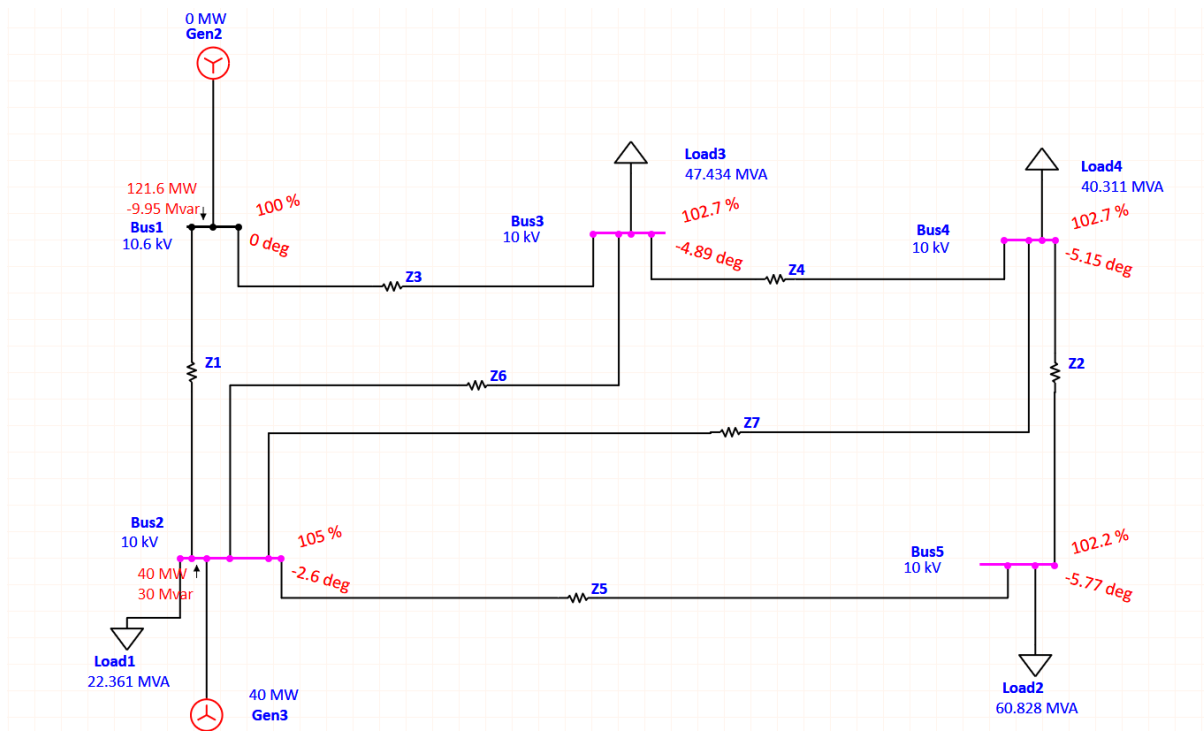 0 MW
Gen2
121.6 MW
-9.95 Mvar
100 %
Bus1
10.6 kV
0 deg
Z3
Load3
47.434 MVA
Bus3
10 kV
102.7 %
-4.89 deg
Z4
Load4
40.311 MVA
Bus4
10 kV
102.7 %
-5.15 deg
Z1
Z6
Z2
Z7
Bus2
10 kV
105 %
40 MW
30 Mvar
-2.6 deg
Z5
Bus5
10 kV
102.2 %
-5.77 deg
Load1
22.361 MVA
40 MW
Gen3
Load2
60.828 MVA